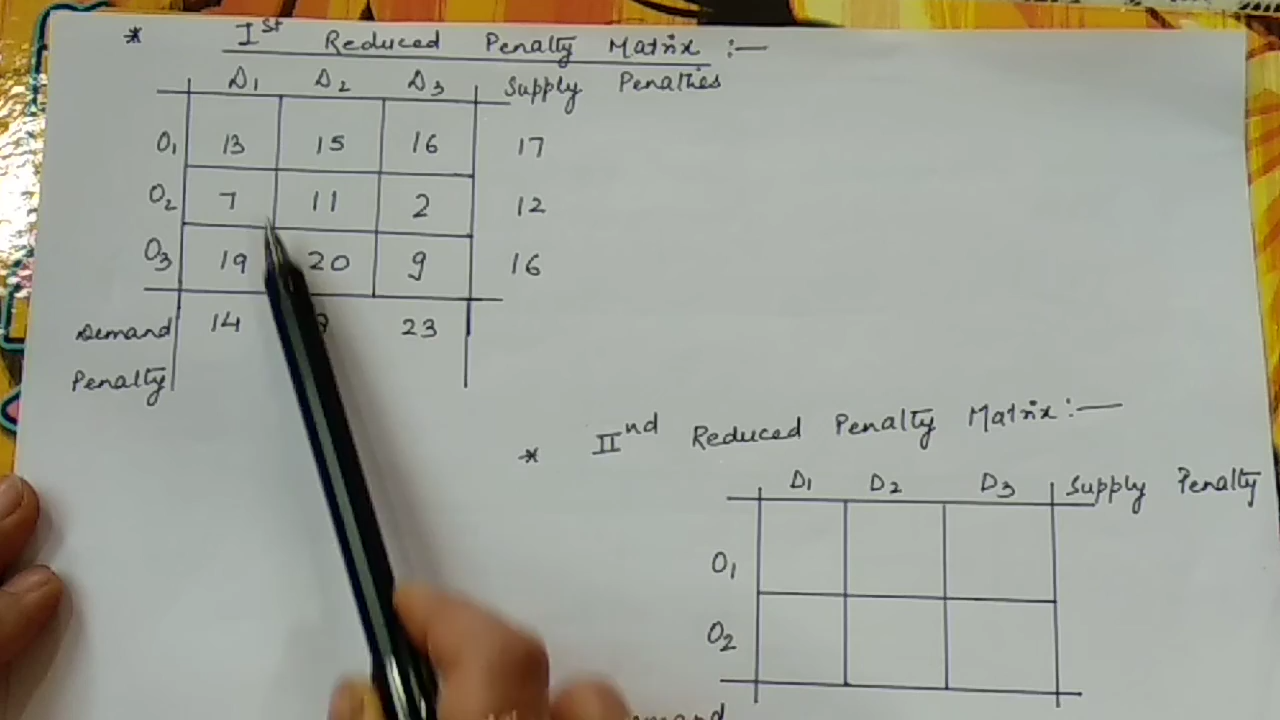 * Iˢᵗ Reduced Penalty Matrix :—
D₁ D₂ D₃ Supply Penalties
O₁ 13 15 16 17
O₂ 7 11 2 12
O₃ 19 20 9 16
Demand 14 23
Penalty
* IIⁿᵈ Reduced Penalty Matrix :—
D₁ D₂ D₃ Supply Penalty
O₁
O₂